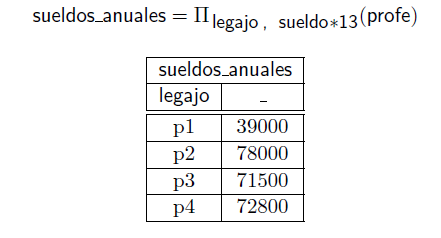 sueldos_anuales = Π legajo , sueldo∗13(profe)
sueldos_anuales
legajo _
p1 39000
p2 78000
p3 71500
p4 72800